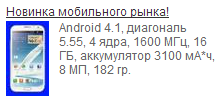 Новинка мобильного рынка!
Android 4.1, диагональ
5.55, 4 ядра, 1600 МГц, 16
ГБ, аккумулятор 3100 мА*ч,
8 МП, 182 гр.